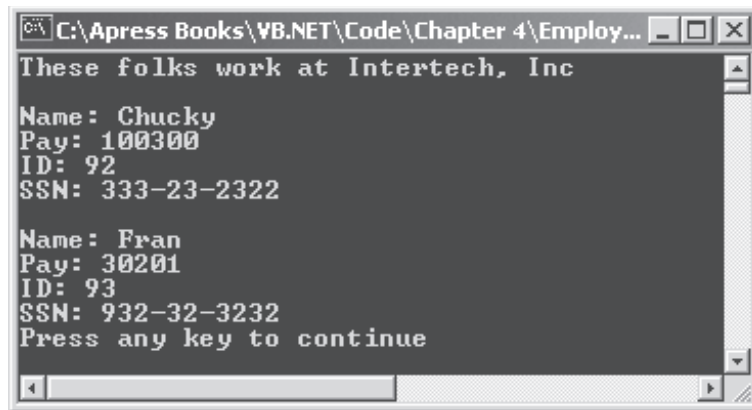 C:\Apress Books\VB.NET\Code\Chapter 4\Employ...
These folks work at Intertech, Inc
Name: Chucky
Pay: 100300
ID: 92
SSN: 333-23-2322
Name: Fran
Pay: 30201
ID: 93
SSN: 932-32-3232
Press any key to continue